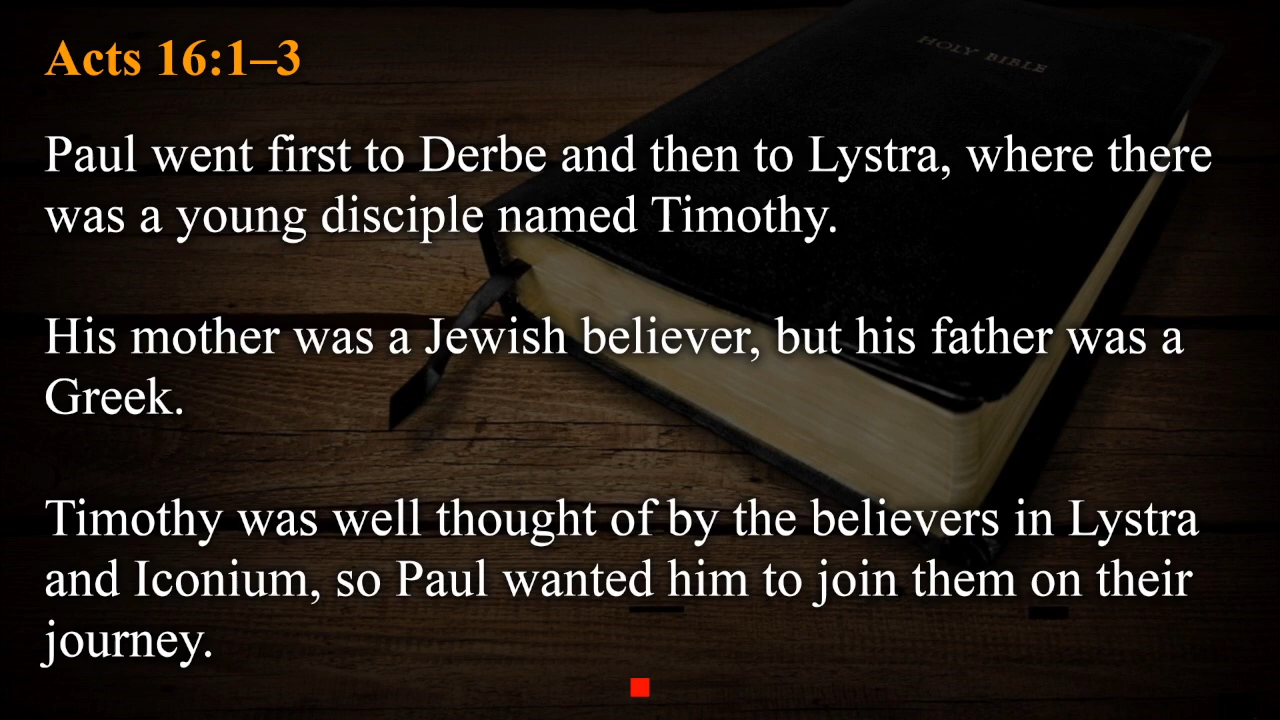 Acts 16:1–3
HOLY BIBLE
Paul went first to Derbe and then to Lystra, where there
was a young disciple named Timothy.
His mother was a Jewish believer, but his father was a
Greek.
Timothy was well thought of by the believers in Lystra
and Iconium, so Paul wanted him to join them on their
journey.